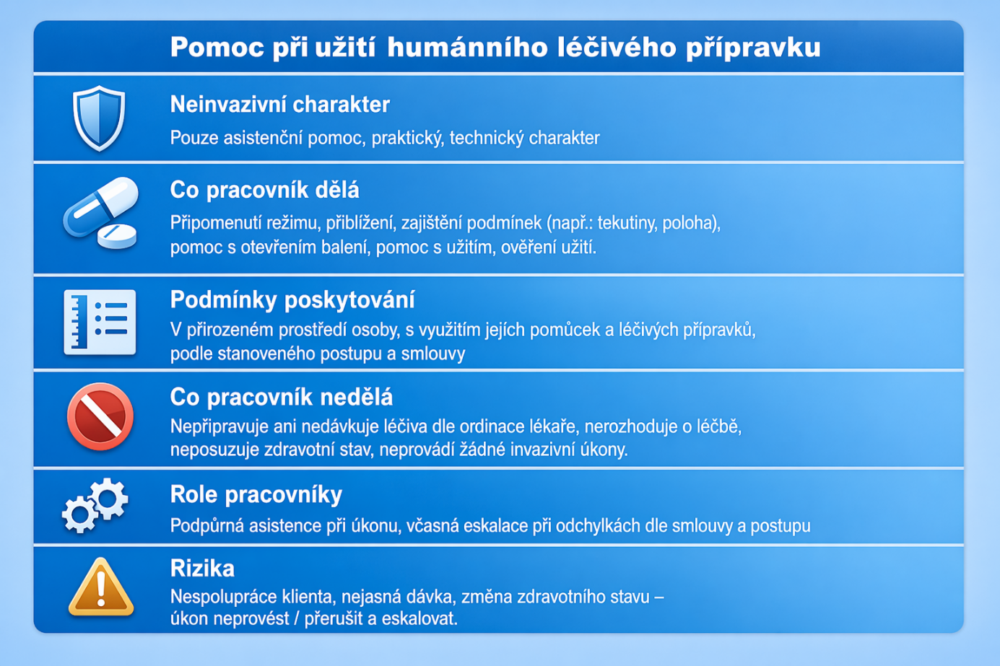 Pomoc při užití humánního léčivého přípravku
Neinvazivní charakter
Pouze asistenční pomoc, praktický, technický charakter
Co pracovník dělá
Připomenutí režimu, přiblížení, zajištění podmínek (např.: tekutiny, poloha),
pomoc s otevřením balení, pomoc s užitím, ověření užití.
Podmínky poskytování
V přirozeném prostředí osoby, s využitím jejích pomůcek a léčivých přípravků,
podle stanoveného postupu a smlouvy
Co pracovník nedělá
Nepřipravuje ani nedávkuje léčiva dle ordinace lékaře, nerozhoduje o léčbě,
neposuzuje zdravotní stav, neprovádí žádné invazivní úkony.
Role pracovníky
Podpůrná asistence při úkonu, včasná eskalace při odchylkách dle smlouvy a postupu
Rizika
Nespolupráce klienta, nejasná dávka, změna zdravotního stavu –
úkon neprovést / přerušit a eskalovat.